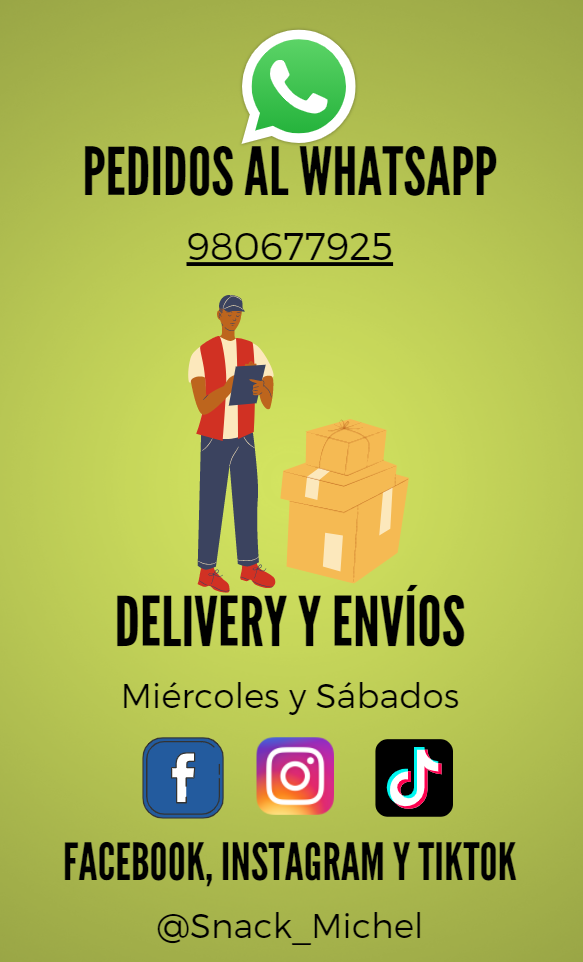 PEDIDOS AL WHATSAPP
980677925
DELIVERY Y ENVÍOS
Miércoles y Sábados
FACEBOOK, INSTAGRAM Y TIKTOK
@Snack_Michel